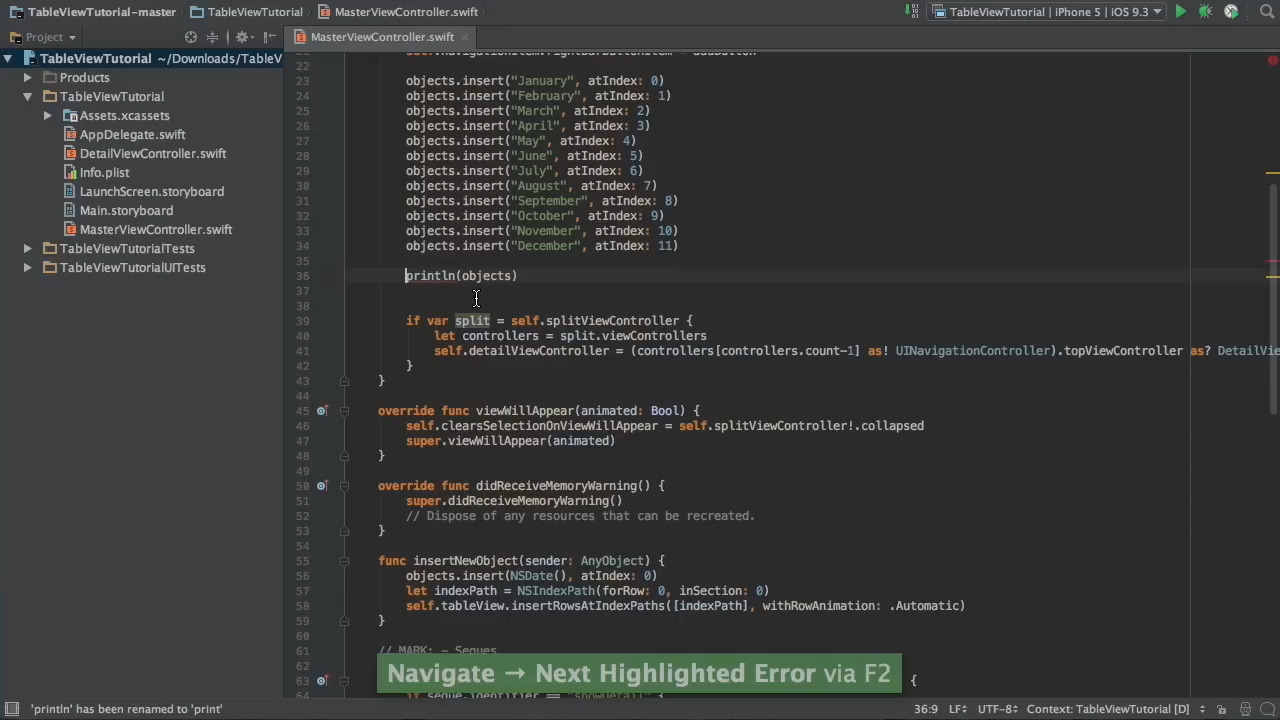 TableViewTutorial-master TableViewTutorial MasterViewController.swift TableViewTutorial | iPhone 5 | iOS 9.3
Project MasterViewController.swift
TableViewTutorial ~/Downloads/TableV
Products
TableViewTutorial
Assets.xcassets
AppDelegate.swift
DetailViewController.swift
Info.plist
LaunchScreen.storyboard
Main.storyboard
MasterViewController.swift
TableViewTutorialTests
TableViewTutorialUITests
22
23 objects.insert("January", atIndex: 0)
24 objects.insert("February", atIndex: 1)
25 objects.insert("March", atIndex: 2)
26 objects.insert("April", atIndex: 3)
27 objects.insert("May", atIndex: 4)
28 objects.insert("June", atIndex: 5)
29 objects.insert("July", atIndex: 6)
30 objects.insert("August", atIndex: 7)
31 objects.insert("September", atIndex: 8)
32 objects.insert("October", atIndex: 9)
33 objects.insert("November", atIndex: 10)
34 objects.insert("December", atIndex: 11)
35
36 println(objects)
37
38
39 if var split = self.splitViewController {
40 let controllers = split.viewControllers
41 self.detailViewController = (controllers[controllers.count-1] as! UINavigationController).topViewController as? DetailVi
42 }
43 }
44
45 override func viewWillAppear(animated: Bool) {
46 self.clearsSelectionOnViewWillAppear = self.splitViewController!.collapsed
47 super.viewWillAppear(animated)
48 }
49
50 override func didReceiveMemoryWarning() {
51 super.didReceiveMemoryWarning()
52 // Dispose of any resources that can be recreated.
53 }
54
55 func insertNewObject(sender: AnyObject) {
56 objects.insert(NSDate(), atIndex: 0)
57 let indexPath = NSIndexPath(forRow: 0, inSection: 0)
58 self.tableView.insertRowsAtIndexPaths([indexPath], withRowAnimation: .Automatic)
59 }
60
61 // MARK: - Segues
62
63 {
64 if segue.identifier == "showDetail" {
Navigate → Next Highlighted Error via F2
'println' has been renamed to 'print' 36:9 LF÷ UTF-8÷ Context: TableViewTutorial [D]